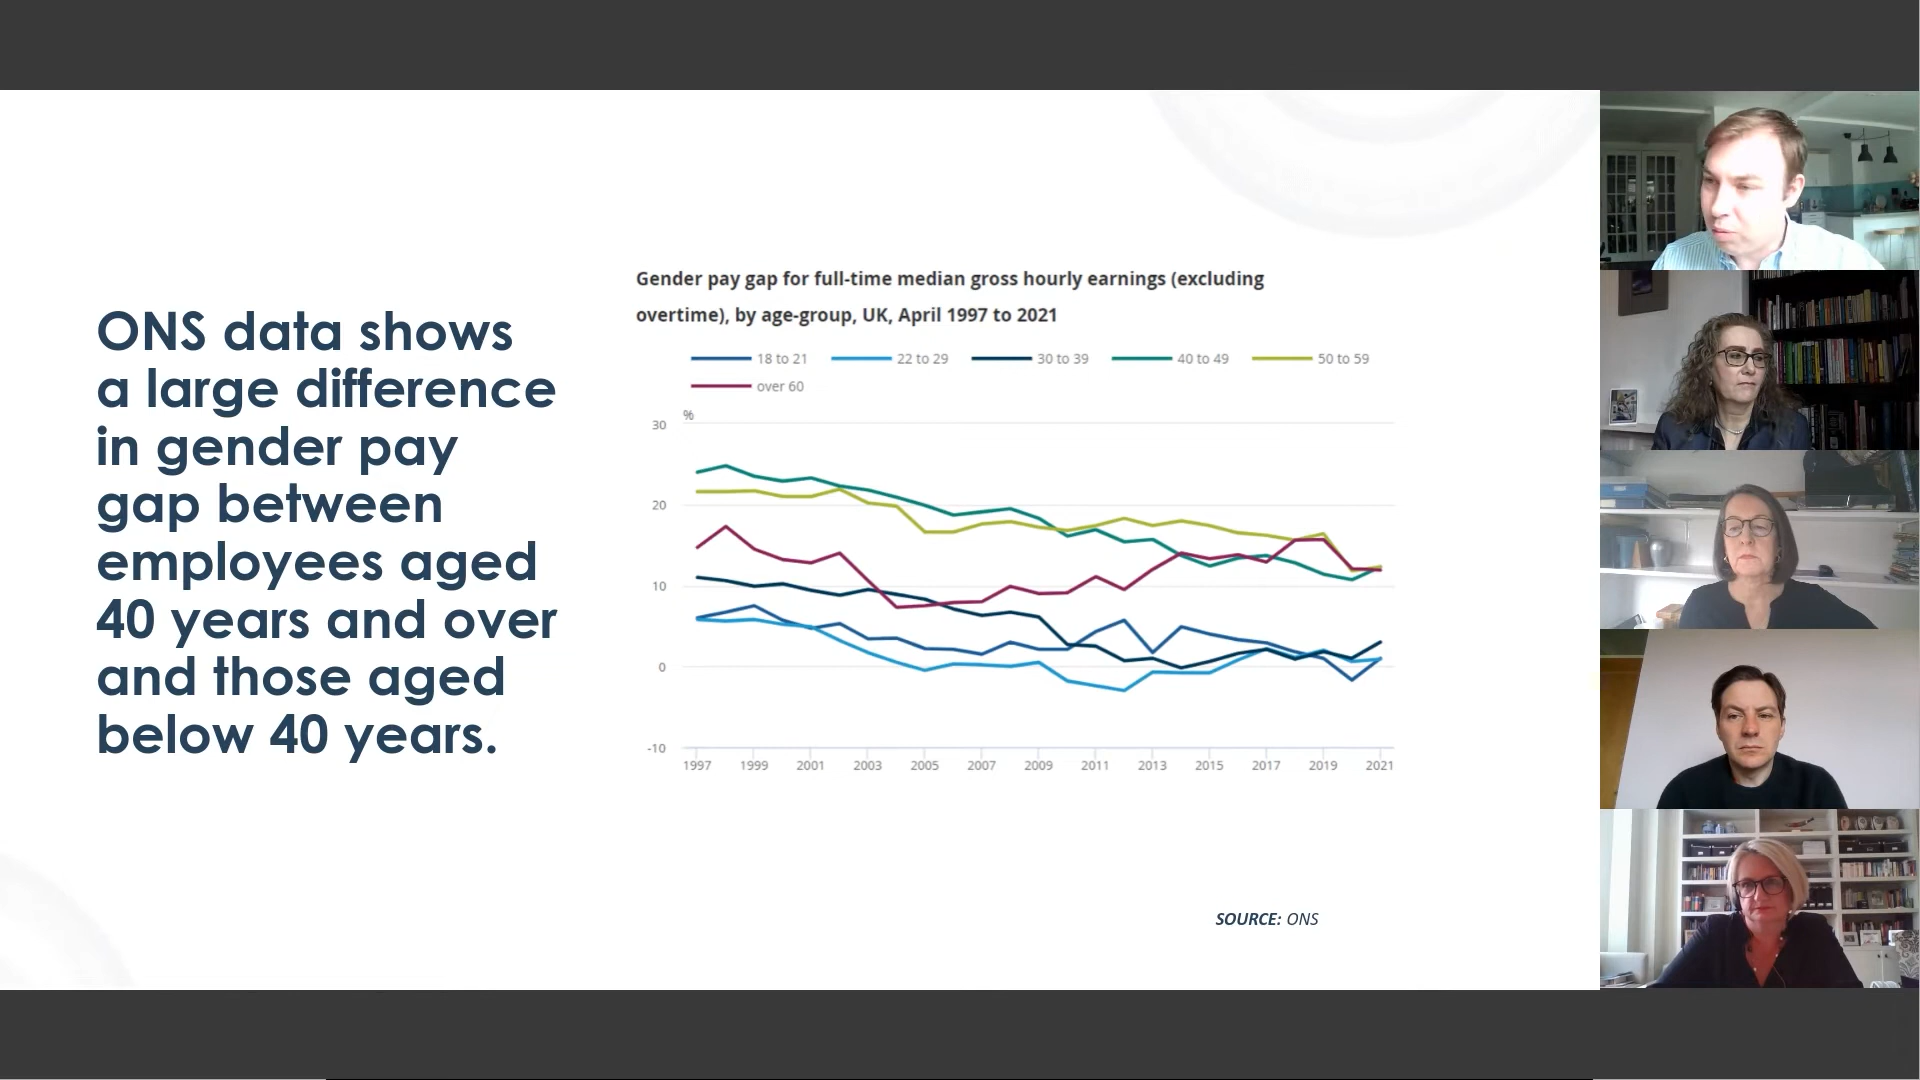 ONS data shows
a large difference
in gender pay
gap between
employees aged
40 years and over
and those aged
below 40 years.
Gender pay gap for full-time median gross hourly earnings (excluding
overtime), by age-group, UK, April 1997 to 2021
18 to 21 22 to 29 30 to 39 40 to 49 50 to 59
over 60
%
30
20
10
0
-10
1997 1999 2001 2003 2005 2007 2009 2011 2013 2015 2017 2019 2021
SOURCE: ONS